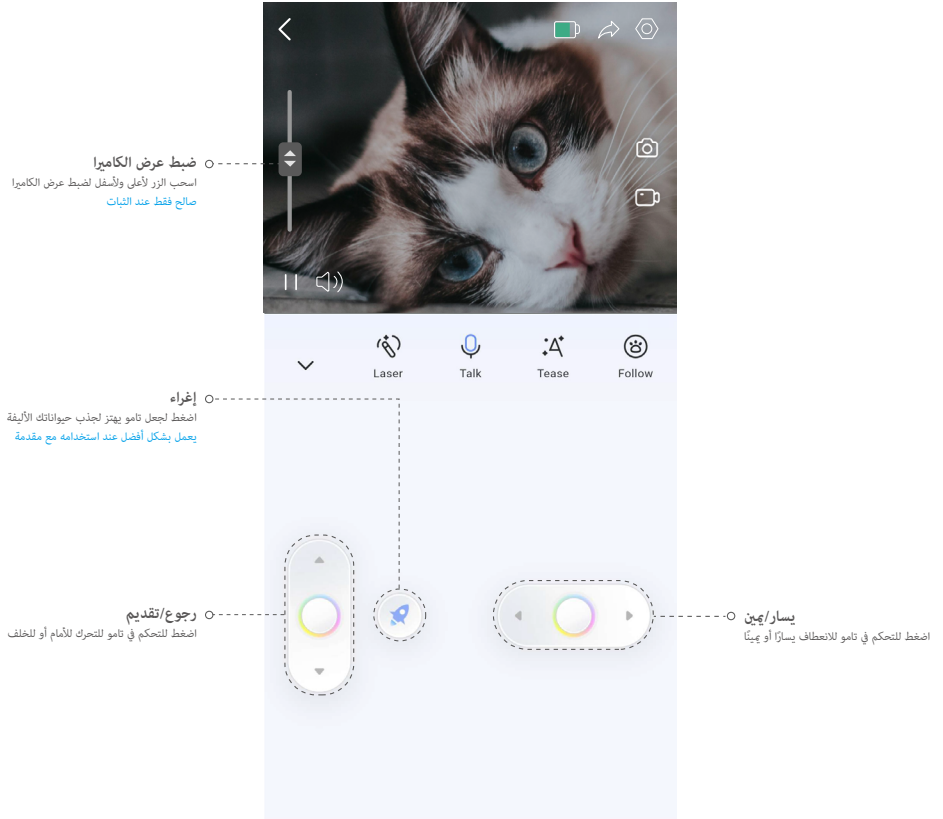 ضبط عرض الكاميرا
اسحب الزر لأعلى ولأسفل لضبط عرض الكاميرا
صالح فقط عند الثبات
Laser
Talk
Tease
Follow
إغراء
اضغط لجعل تامو يهتز لجذب حيواناتك الأليفة
يعمل بشكل أفضل عند استخدامه مع مقدمة
رجوع/تقديم
اضغط للتحكم في تامو للتحرك للأمام أو للخلف
يسار/يمين
اضغط للتحكم في تامو للانعطاف يسارًا أو يمينًا